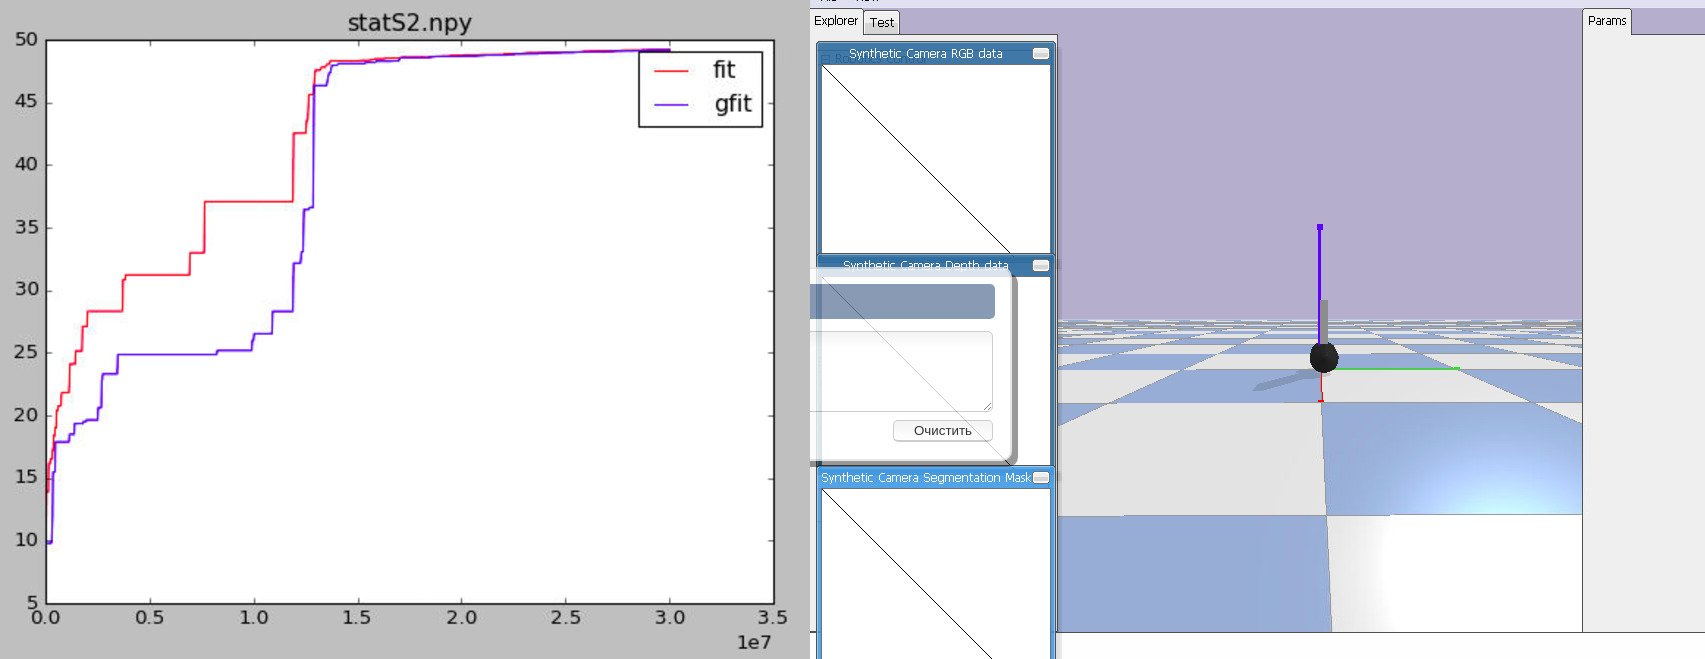 statS2.npy
50
45
40
35
30
25
20
15
10
5
0.0 0.5 1.0 1.5 2.0 2.5 3.0 3.5
1e7
fit
gfit
Explorer Test
Synthetic Camera RGB data
Synthetic Camera Depth data
Очистить
Synthetic Camera Segmentation Mask
Params